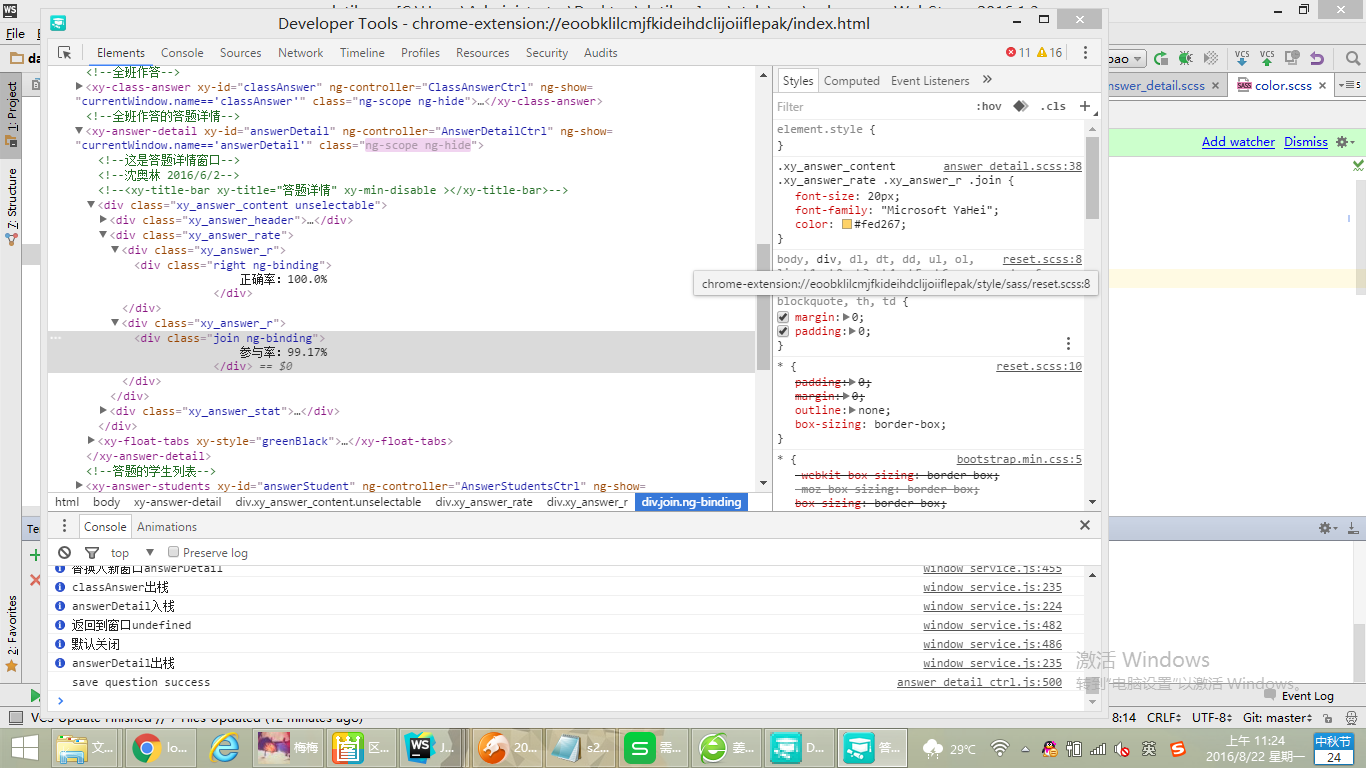 Developer Tools - chrome-extension://eoobklilcmjfkideihdclijoiiflepak/index.html
File
Elements Console Sources Network Timeline Profiles Resources Security Audits
11 16
<!--全班作答-->
<xy-class-answer xy-id="classAnswer" ng-controller="ClassAnswerCtrl" ng-show=
"currentWindow.name=='classAnswer'" class="ng-scope ng-hide">…</xy-class-answer>
<!--全班作答的答题详情-->
<xy-answer-detail xy-id="answerDetail" ng-controller="AnswerDetailCtrl" ng-show=
"currentWindow.name=='answerDetail'" class="ng-scope ng-hide">
<!--这是答题详情窗口-->
<!--沈奥林 2016/6/2-->
<!--<xy-title-bar xy-title="答题详情" xy-min-disable ></xy-title-bar>-->
<div class="xy_answer_content unselectable">
<div class="xy_answer_header">…</div>
<div class="xy_answer_rate">
<div class="xy_answer_r">
<div class="right ng-binding">
正确率: 100.0%
</div>
</div>
<div class="xy_answer_r">
<div class="join ng-binding">
参与率: 99.17%
</div> == $0
</div>
</div>
<div class="xy_answer_stat">…</div>
</div>
<xy-float-tabs xy-style="greenBlack">…</xy-float-tabs>
</xy-answer-detail>
<!--答题的学生列表-->
<xy-answer-students xy-id="answerStudent" ng-controller="AnswerStudentsCtrl" ng-show=
html body xy-answer-detail div.xy_answer_content.unselectable div.xy_answer_rate div.xy_answer_r div.join.ng-binding
Styles Computed Event Listeners »
Filter :hov .cls +
element.style {
}
.xy_answer_content answer_detail.scss:38
.xy_answer_rate .xy_answer_r .join {
font-size: 20px;
font-family: "Microsoft YaHei";
color: #fed267;
}
body, div, dl, dt, dd, ul, ol, reset.scss:8
chrome-extension://eoobklilcmjfkideihdclijoiiflepak/style/sass/reset.scss:8
blockquote, th, td {
margin: 0;
padding: 0;
}
* { reset.scss:10
padding: 0;
margin: 0;
outline: none;
box-sizing: border-box;
}
* { bootstrap.min.css:5
-webkit-box-sizing: border-box;
-moz-box-sizing: border-box;
box-sizing: border-box;
Console Animations
top Preserve log
替换入新窗口answerDetail window_service.js:455
classAnswer出栈 window_service.js:235
answerDetail入栈 window_service.js:224
返回到窗口undefined window_service.js:482
默认关闭 window_service.js:486
answerDetail出栈 window_service.js:235
save question success answer_detail_ctrl.js:500
>
1: Project
7: Structure
2: Favorites
answer_detail.scss color.scss
Add watcher Dismiss
激活 Windows
转到"电脑设置"以激活 Windows。
Event Log
VCS Update Finished // 7 Files Updated (12 minutes ago)
8:14 CRLF UTF-8 Git: master
文... lo... 梅梅 区... J... 20... s2... 需... 姜... D... 答...
29℃
英
上午 11:24
2016/8/22 星期一
中秋节
24